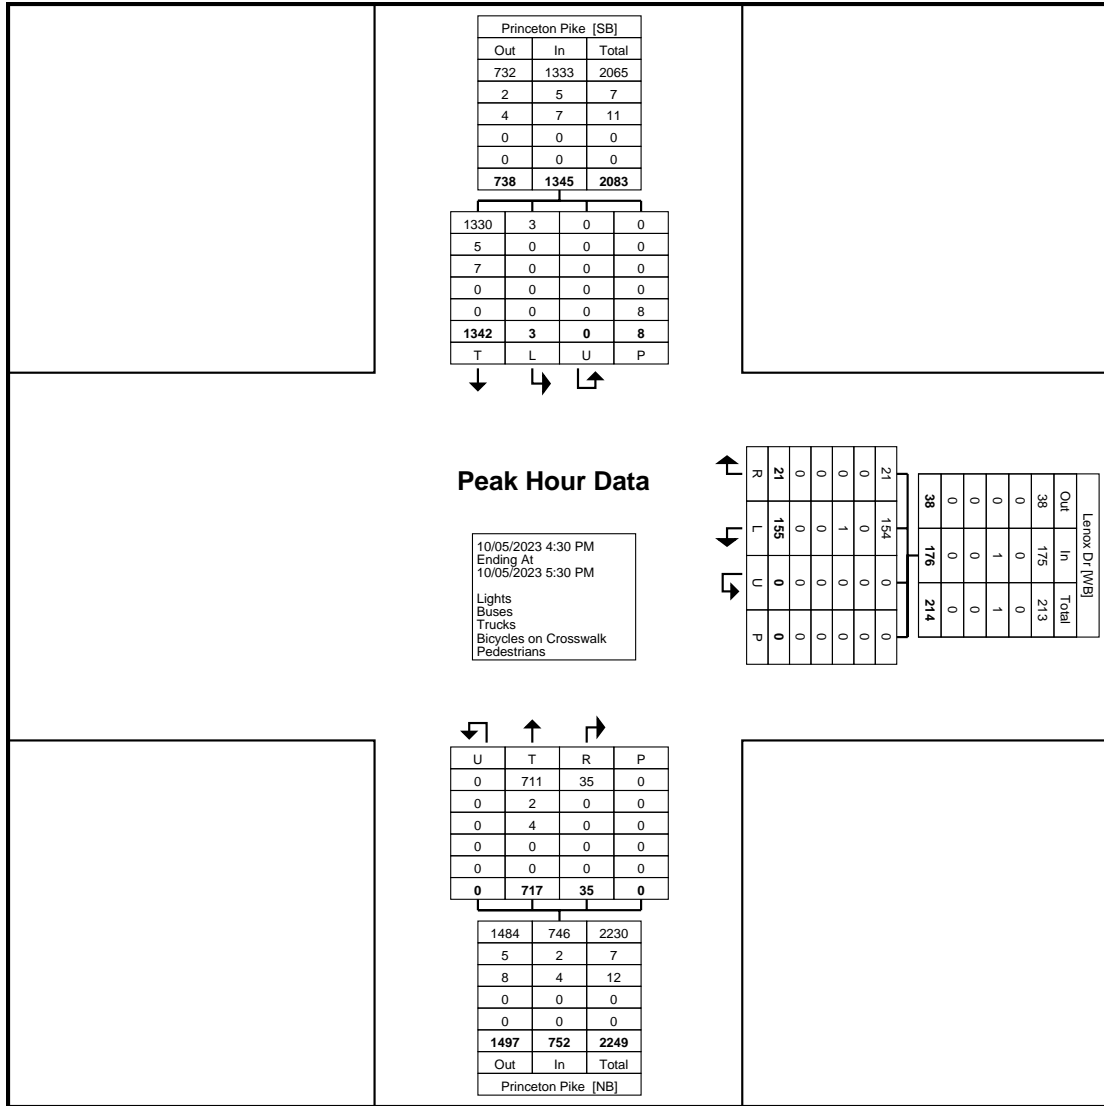 Princeton Pike [SB]
Out In Total
732 1333 2065
2 5 7
4 7 11
0 0 0
0 0 0
738 1345 2083
1330 3 0 0
5 0 0 0
7 0 0 0
0 0 0 0
0 0 0 8
1342 3 0 8
T L U P
Peak Hour Data
10/05/2023 4:30 PM
Ending At
10/05/2023 5:30 PM
Lights
Buses
Trucks
Bicycles on Crosswalk
Pedestrians
Lenox Dr [WB]
Out In Total
38 175 213
0 0 0
0 1 1
0 0 0
0 0 0
38 176 214
21 154 0 0
0 0 0 0
0 1 0 0
0 0 0 0
0 0 0 0
21 155 0 0
R L U P
U T R P
0 711 35 0
0 2 0 0
0 4 0 0
0 0 0 0
0 0 0 0
0 717 35 0
1484 746 2230
5 2 7
8 4 12
0 0 0
0 0 0
1497 752 2249
Out In Total
Princeton Pike [NB]